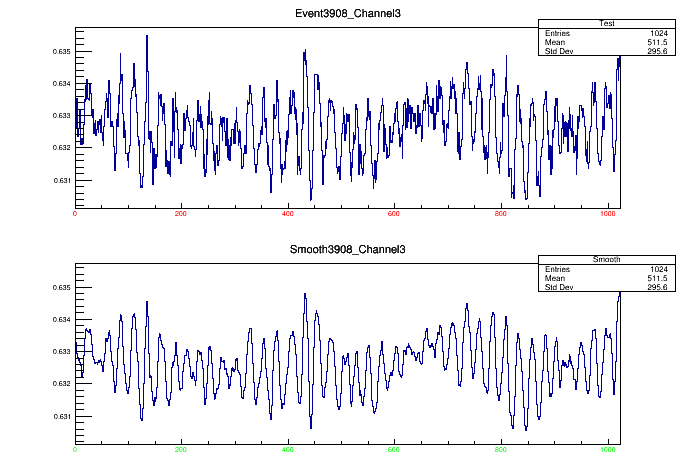 Event3908_Channel3
Test
Entries 1024
Mean 511.5
Std Dev 295.6
0.635
0.634
0.633
0.632
0.631
0 200 400 600 800 1000
Smooth3908_Channel3
Smooth
Entries 1024
Mean 511.5
Std Dev 295.6
0.635
0.634
0.633
0.632
0.631
0 200 400 600 800 1000